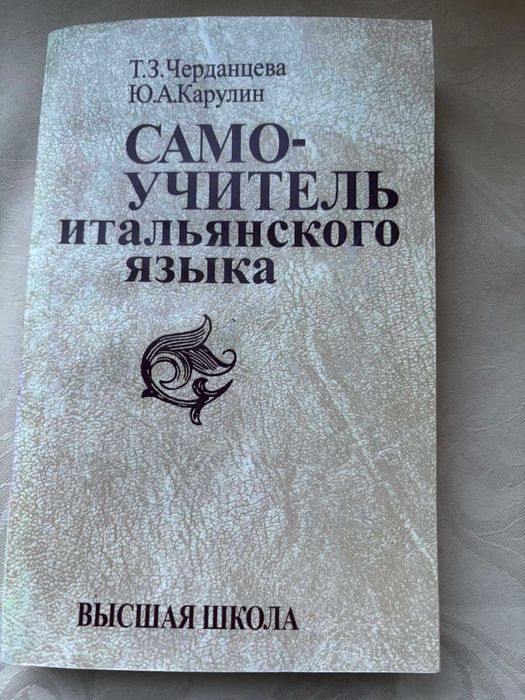 Т.З.Черданцева
Ю.А.Карулин
САМО-
УЧИТЕЛЬ
итальянского
языка
ВЫСШАЯ ШКОЛА